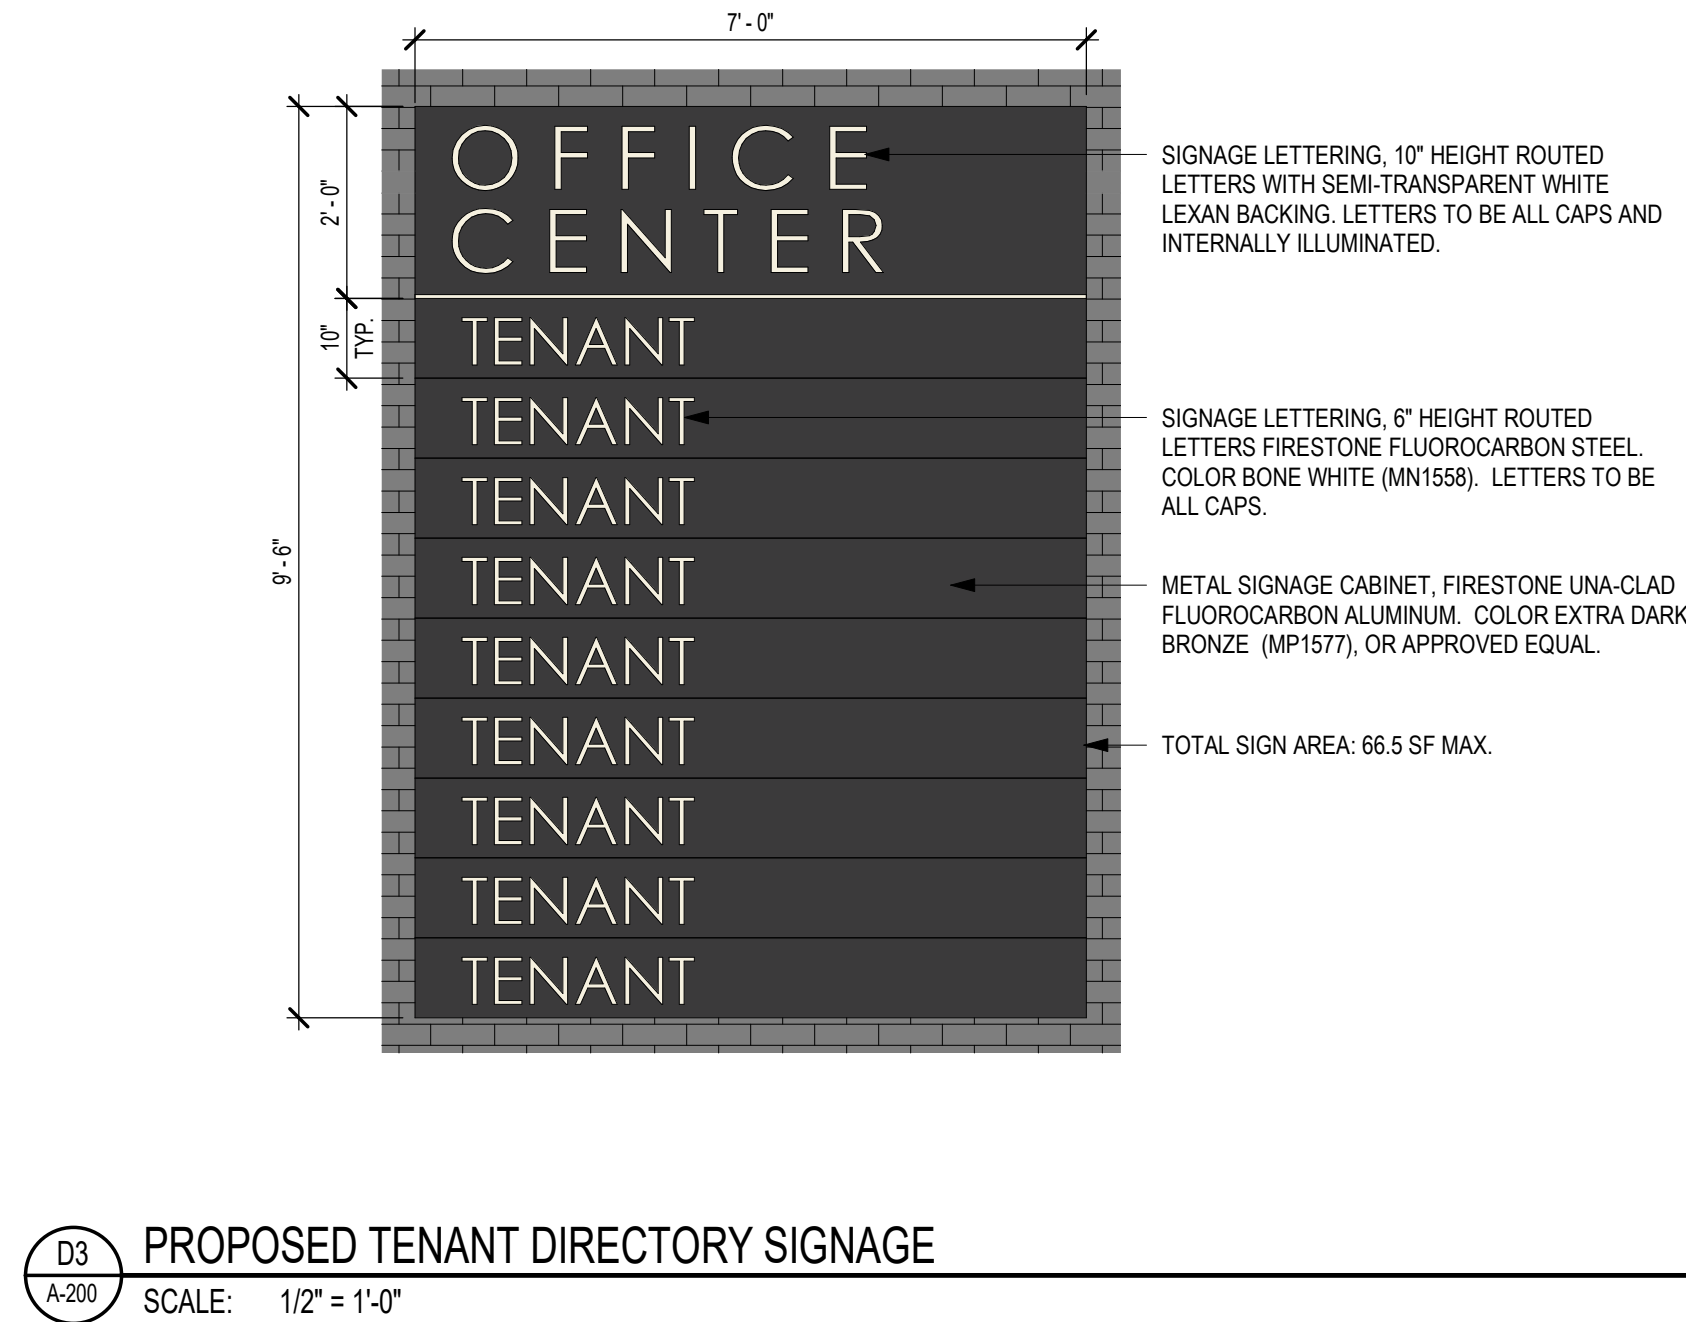 7' - 0"
OFFICE
CENTER
2' - 0"
10"
TYP.
9' - 6"
TENANT
TENANT
TENANT
TENANT
TENANT
TENANT
TENANT
TENANT
TENANT
SIGNAGE LETTERING, 10" HEIGHT ROUTED
LETTERS WITH SEMI-TRANSPARENT WHITE
LEXAN BACKING. LETTERS TO BE ALL CAPS AND
INTERNALLY ILLUMINATED.
SIGNAGE LETTERING, 6" HEIGHT ROUTED
LETTERS FIRESTONE FLUOROCARBON STEEL.
COLOR BONE WHITE (MN1558). LETTERS TO BE
ALL CAPS.
METAL SIGNAGE CABINET, FIRESTONE UNA-CLAD
FLUOROCARBON ALUMINUM. COLOR EXTRA DARK
BRONZE (MP1577), OR APPROVED EQUAL.
TOTAL SIGN AREA: 66.5 SF MAX.
D3
A-200
PROPOSED TENANT DIRECTORY SIGNAGE
SCALE: 1/2" = 1'-0"